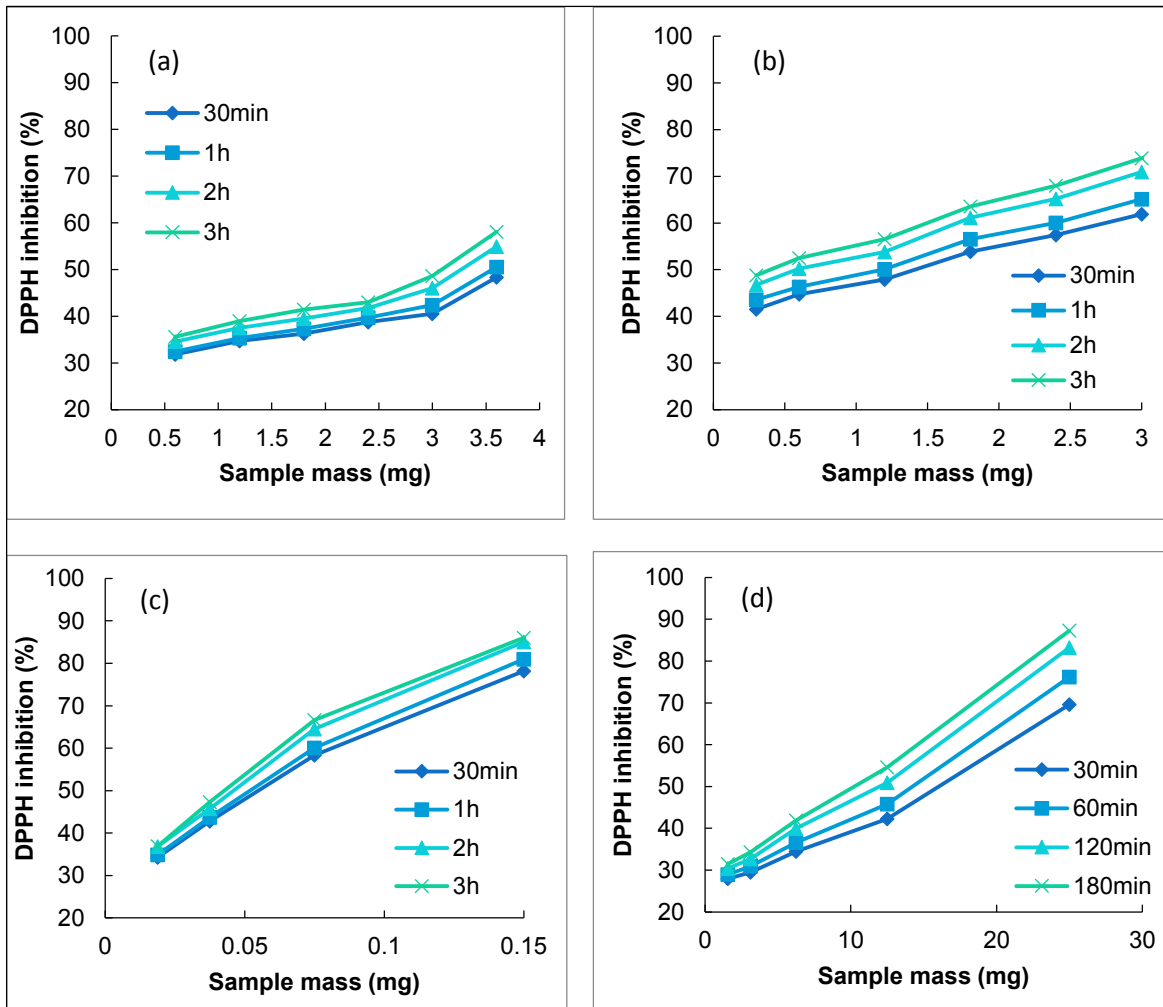 (a)
DPPH inhibition (%)
100
90
80
70
60
50
40
30
20
30min
1h
2h
3h
0 0.5 1 1.5 2 2.5 3 3.5 4
Sample mass (mg)
(b)
DPPH inhibition (%)
100
90
80
70
60
50
40
30
20
30min
1h
2h
3h
0 0.5 1 1.5 2 2.5 3
Sample mass (mg)
(c)
DPPH inhibition (%)
100
90
80
70
60
50
40
30
20
30min
1h
2h
3h
0 0.05 0.1 0.15
Sample mass (mg)
(d)
DPPH inhibition (%)
100
90
80
70
60
50
40
30
20
30min
60min
120min
180min
0 10 20 30
Sample mass (mg)